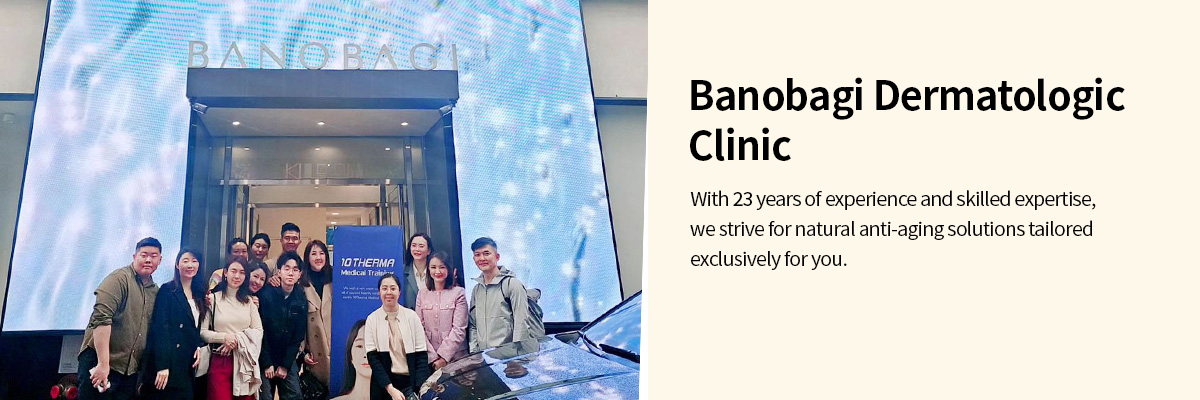 BANOBAGI
10THERMA
Medical Training
Banobagi Dermatologic
Clinic
With 23 years of experience and skilled expertise,
we strive for natural anti-aging solutions tailored
exclusively for you.